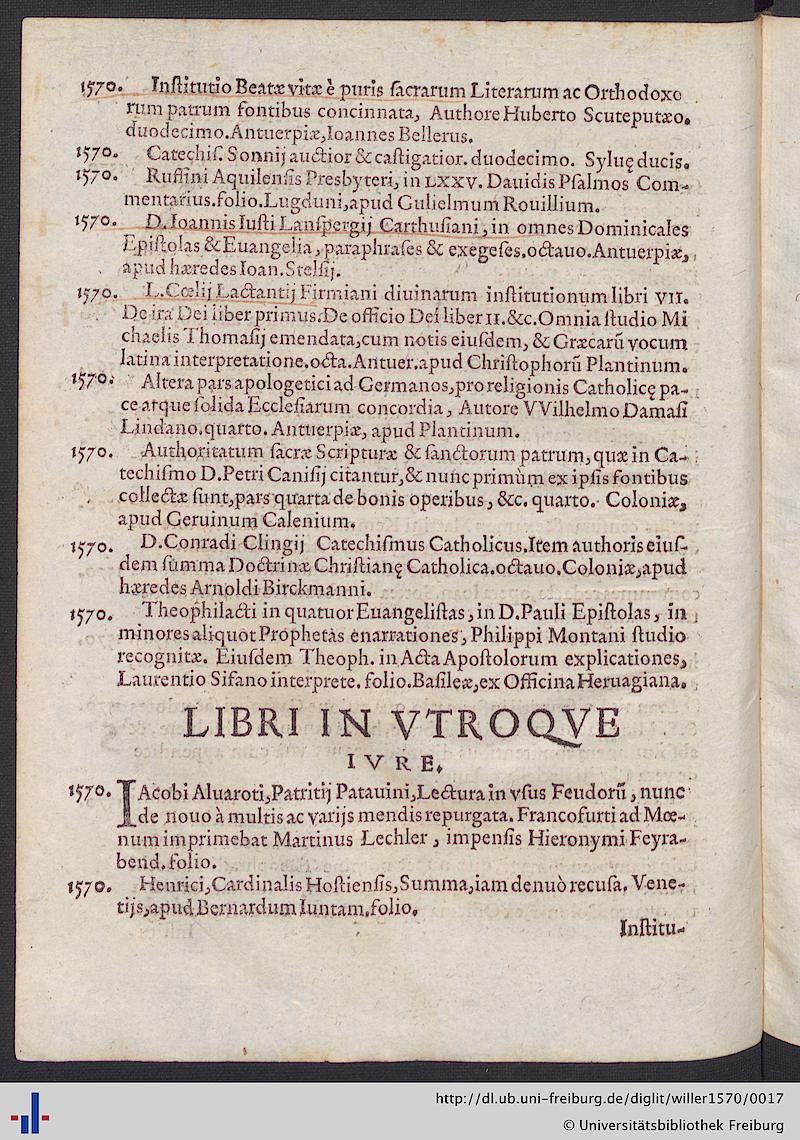 1570. Inſtitutio Beatæ vitæ è puris ſacrarum Literarum ac Orthodoxo
rum patrum fontibus concinnata, Authore Huberto Scuteputæo.
duodecimo. Antuerpiæ, Ioannes Bellerus.
1570. Catechiſ. Sonnij auctior & caſtigatior. duodecimo. Syluę ducis.
1570. Ruffini Aquilenſis Presbyteri, in LXXV. Dauidis Pſalmos Com-
mentarius. folio. Lugduni, apud Gulielmum Rouillium.
1570. D. Ioannis Iuſti Lanſpergij Carthuſiani, in omnes Dominicales
Epiſtolas & Euangelia, paraphraſes & exegeſes. octauo. Antuerpiæ,
apud hæredes Ioan. Stelſij.
1570. L. Cœlij Lactantij Firmiani diuinarum inſtitutionum libri VII.
De ira Dei liber primus. De officio Dei liber II. &c. Omnia ſtudio Mi
chaelis Thomaſij emendata, cum notis eiuſdem, & Græcarũ vocum
latina interpretatione. octa. Antuer. apud Chriſtophorũ Plantinum.
1570. Altera pars apologetici ad Germanos, pro religionis Catholicę pa-
ce atque ſolida Eccleſiarum concordia, Autore VVilhelmo Damaſi
Lindano. quarto. Antuerpiæ, apud Plantinum.
1570. Authoritatum ſacræ Scripturæ & ſanctorum patrum, quæ in Ca-
techiſmo D. Petri Caniſij citantur, & nunc primùm ex ipſis fontibus
collectæ ſunt, pars quarta de bonis operibus, &c. quarto. Coloniæ,
apud Geruinum Calenium.
1570. D. Conradi Clingij Catechiſmus Catholicus. Item authoris eiuſ-
dem ſumma Doctrinæ Chriſtianę Catholica. octauo. Coloniæ, apud
hæredes Arnoldi Birckmanni.
1570. Theophilacti in quatuor Euangeliſtas, in D. Pauli Epiſtolas, in
minores aliquot Prophetas enarrationes, Philippi Montani ſtudio
recognitæ. Eiuſdem Theoph. in Acta Apoſtolorum explicationes,
Laurentio Sifano interprete. folio. Baſileæ, ex Officina Heruagiana.
LIBRI IN VTROQVE
IVRE.
1570. IAcobi Aluaroti, Patritij Patauini, Lectura in vſus Feudorũ, nunc
de nouo à multis ac varijs mendis repurgata. Francofurti ad Mœ-
num imprimebat Martinus Lechler, impenſis Hieronymi Feyra-
bend. folio.
1570. Henrici, Cardinalis Hoſtienſis, Summa, iam denuò recuſa. Vene-
tijs, apud Bernardum Iuntam. folio.
Inſtitu-
http://dl.ub.uni-freiburg.de/diglit/willer1570/0017
© Universitätsbibliothek Freiburg